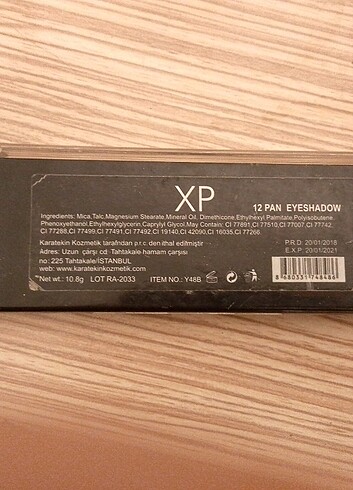 XP
12 PAN EYESHADOW
Ingredients: Mica,Talc,Magnesium Stearate,Mineral Oil, Dimethicone,Ethylhexyl Palmitate,Polyisobutene,
Phenoxyethanol,Ethylhexylglycerin,Caprylyl Glycol.May Contain: CI 77891,CI 77510,CI 77007,CI 77742,
CI 77288,CI 77499,CI 77491,CI 77492,CI 19140,CI 42090,CI 16035,CI 77266.
Karatekin Kozmetik tarafından p.r.c. den ithal edilmiştir
Adres: Uzun çarşı cd Tahtakale hamam çarşısı
no: 225 Tahtakale/ISTANBUL
www.karatekinkozmetik.com
P.R.D. 20/01/2018
E.X.P. 20/01/2021
Net wt. 10.8g LOT RA-2033 ITEM NO.: Y48B
8 680331 748486